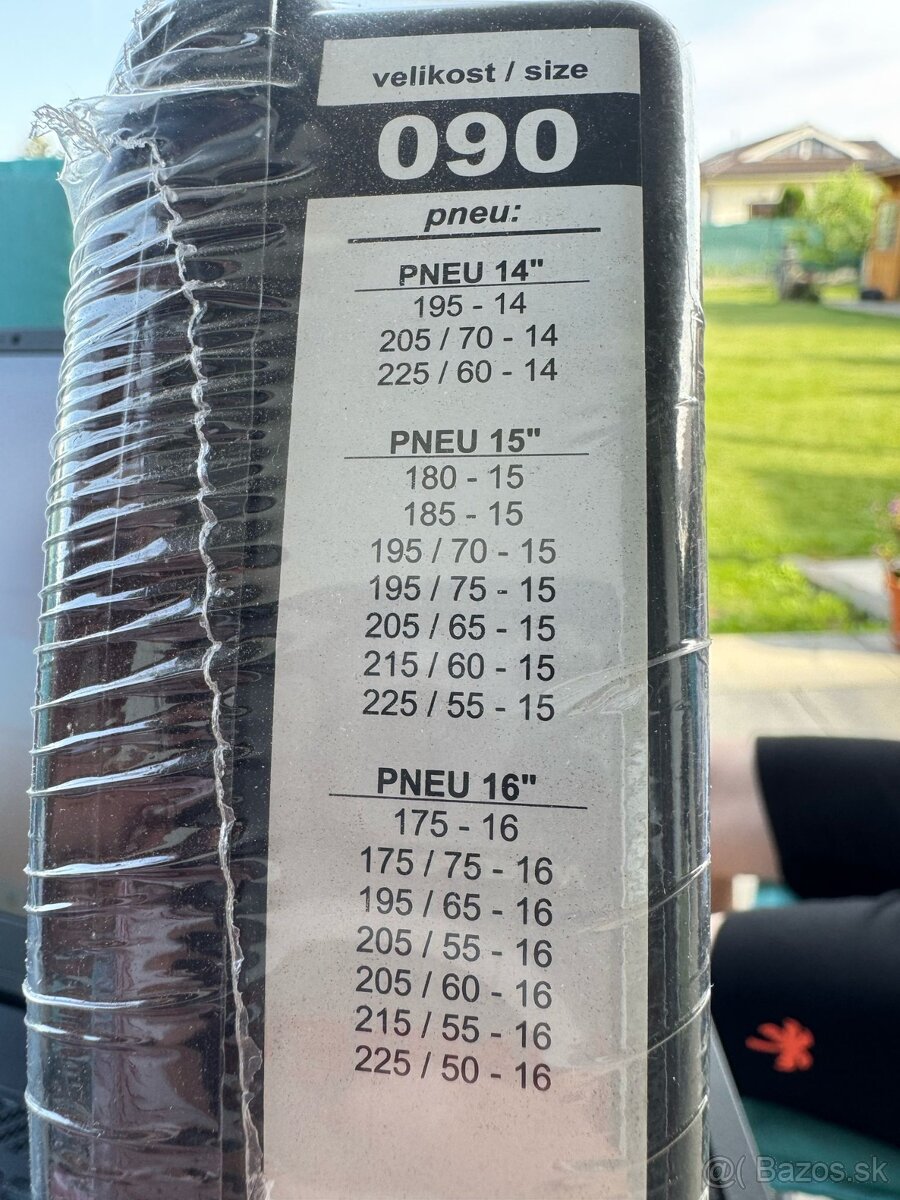 velikost / size
090
pneu:
PNEU 14"
195 - 14
205 / 70 - 14
225 / 60 - 14
PNEU 15"
180 - 15
185 - 15
195 / 70 - 15
195 / 75 - 15
205 / 65 - 15
215 / 60 - 15
225 / 55 - 15
PNEU 16"
175 - 16
175 / 75 - 16
195 / 65 - 16
205 / 55 - 16
205 / 60 - 16
215 / 55 - 16
225 / 50 - 16
@( Bazos.sk